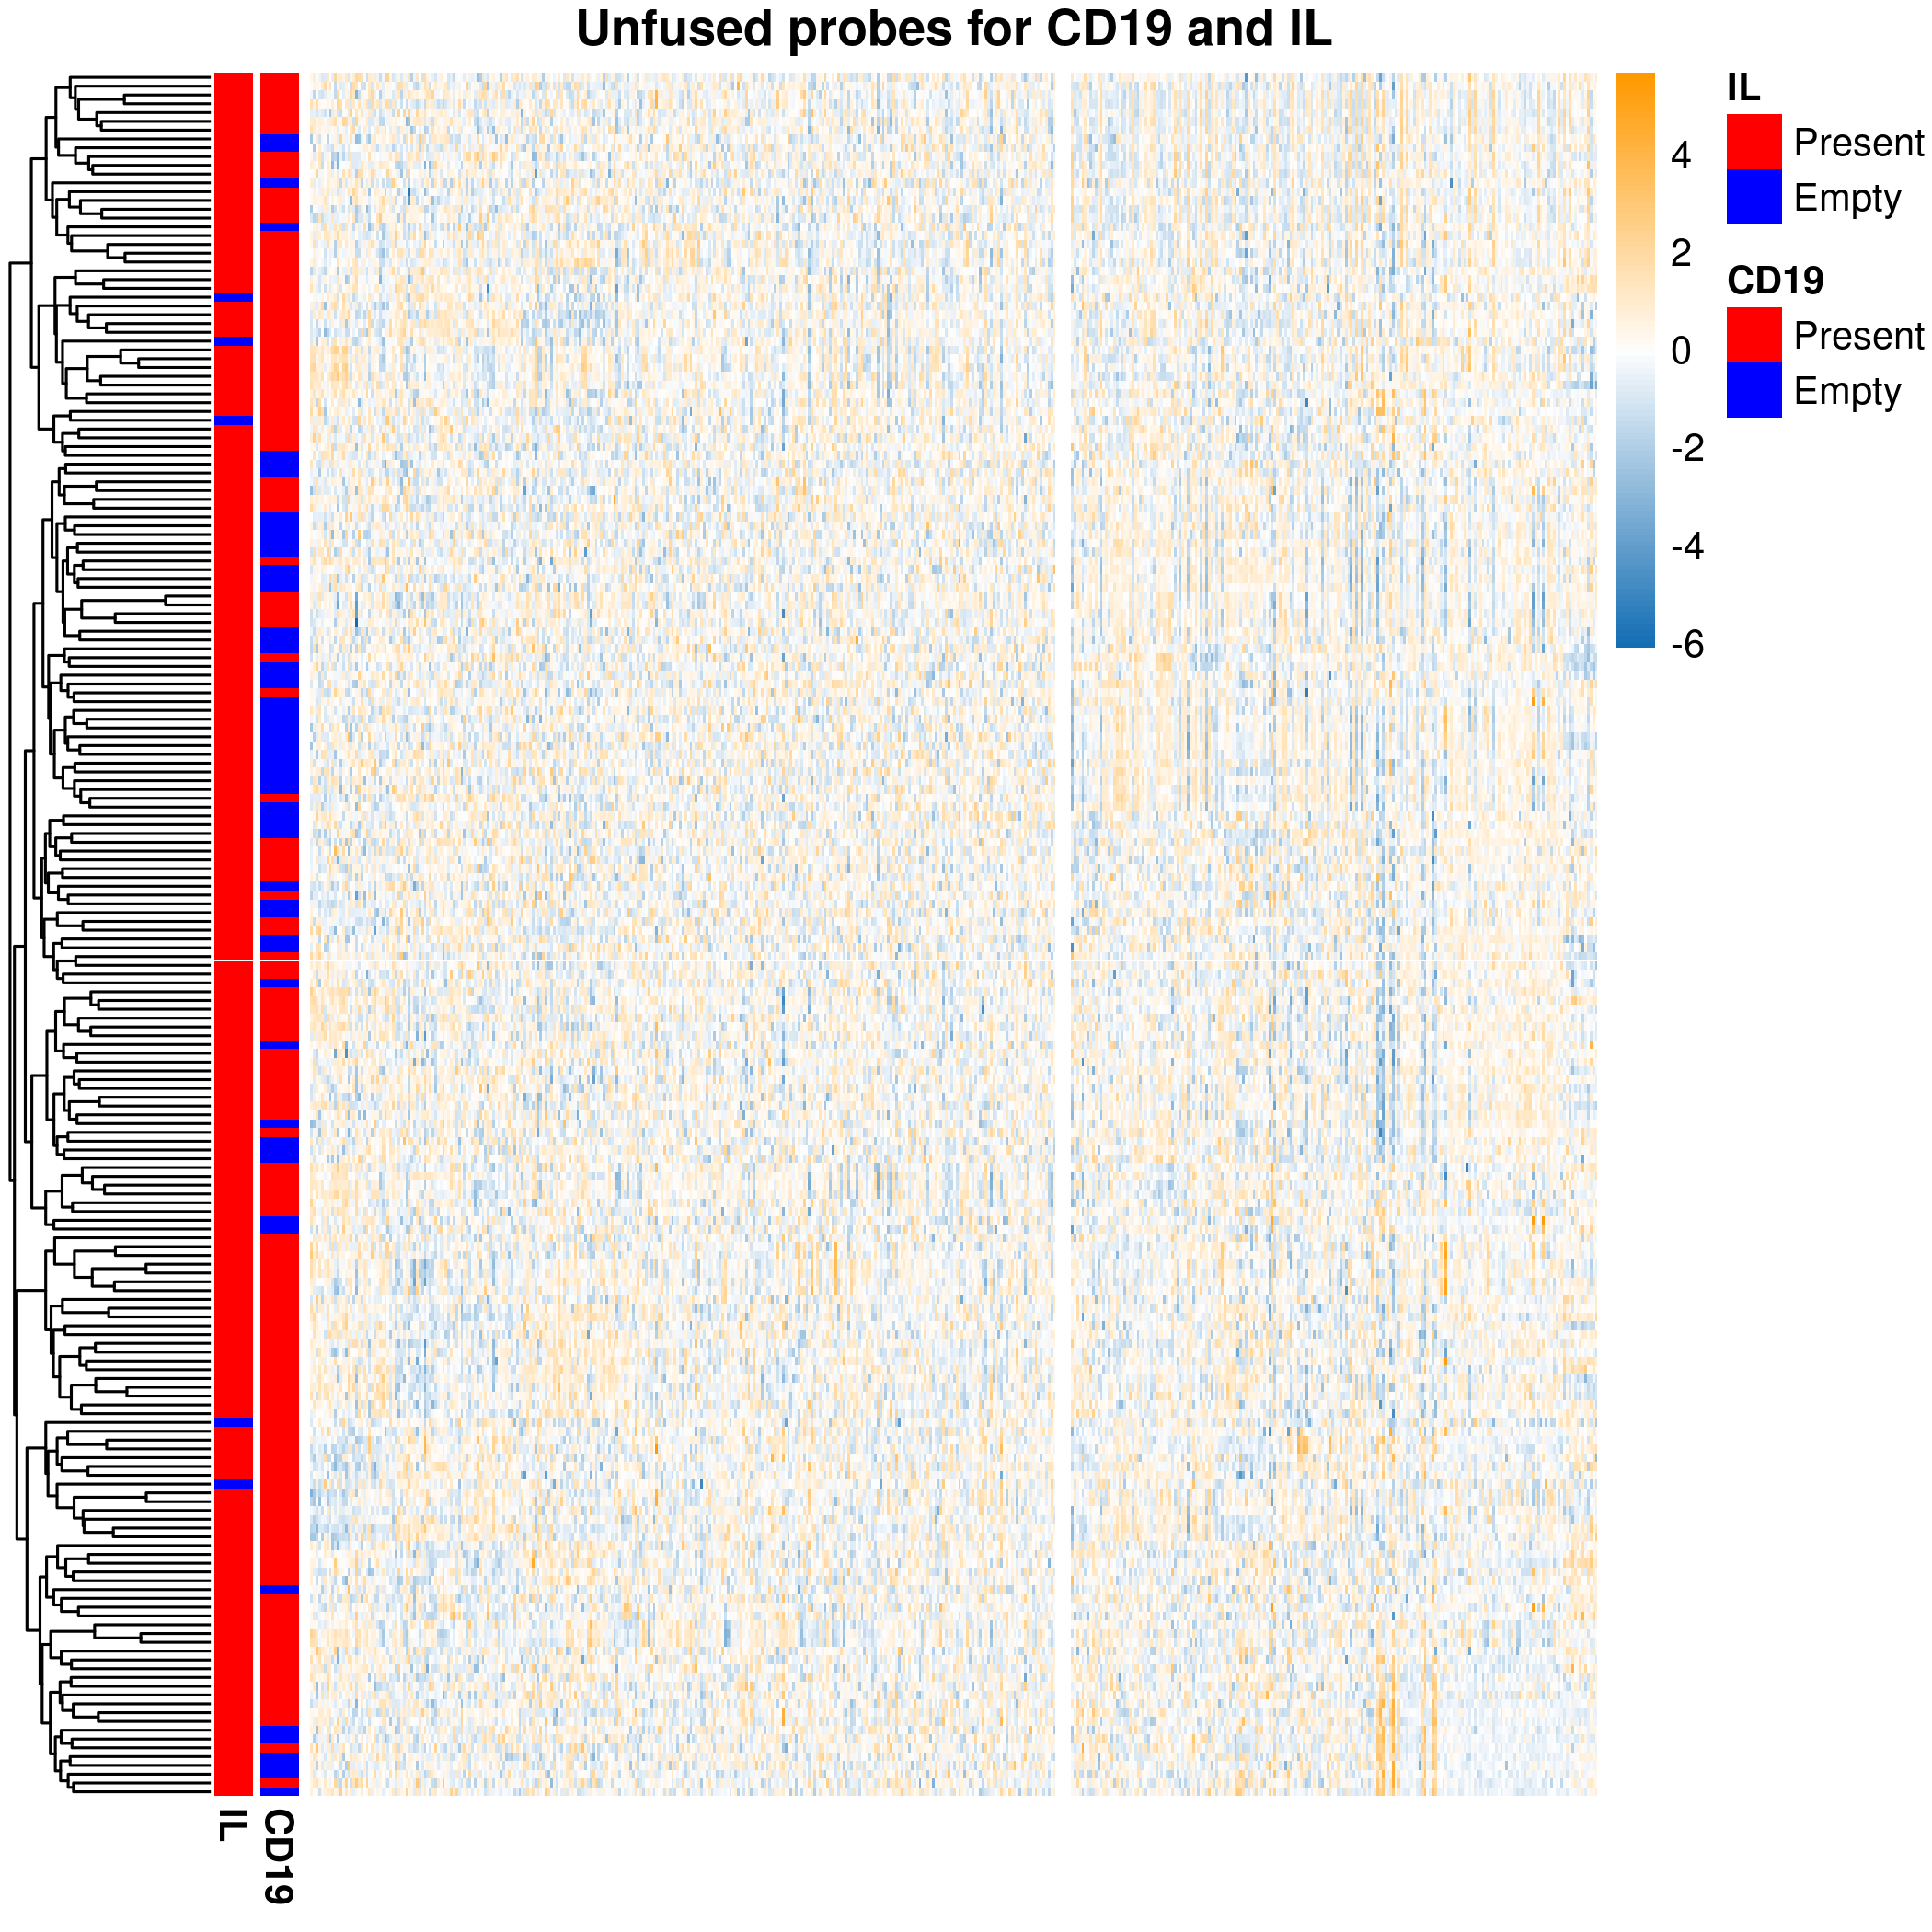 Unfused probes for CD19 and IL
4
2
0
-2
-4
-6
IL
Present
Empty
CD19
Present
Empty
IL
CD19